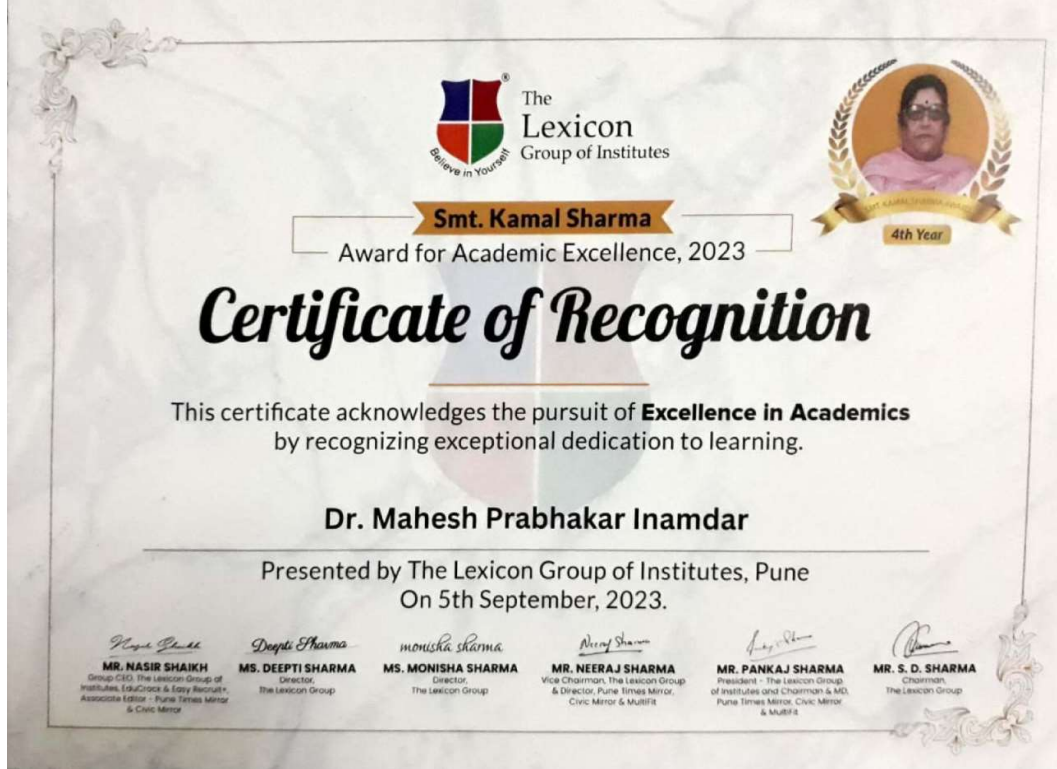 The
Lexicon
Group of Institutes
®
Believe in Yourself
SMT. KAMAL SHARMA AWARD
4th Year
Smt. Kamal Sharma
Award for Academic Excellence, 2023
Certificate of Recognition
This certificate acknowledges the pursuit of Excellence in Academics
by recognizing exceptional dedication to learning.
Dr. Mahesh Prabhakar Inamdar
Presented by The Lexicon Group of Institutes, Pune
On 5th September, 2023.
Deepti Sharma
monisha sharma
Neeraj Sharma
MR. NASIR SHAIKH
Group CEO, The Lexicon Group of
Institutes, EduCrack & Easy Recruit+,
Associate Editor - Pune Times Mirror
& Civic Mirror
MS. DEEPTI SHARMA
Director,
The Lexicon Group
MS. MONISHA SHARMA
Director,
The Lexicon Group
MR. NEERAJ SHARMA
Vice Chairman, The Lexicon Group
& Director, Pune Times Mirror,
Civic Mirror & MultiFit
MR. PANKAJ SHARMA
President - The Lexicon Group
of Institutes and Chairman & MD,
Pune Times Mirror, Civic Mirror
& MultiFit
MR. S. D. SHARMA
Chairman,
The Lexicon Group